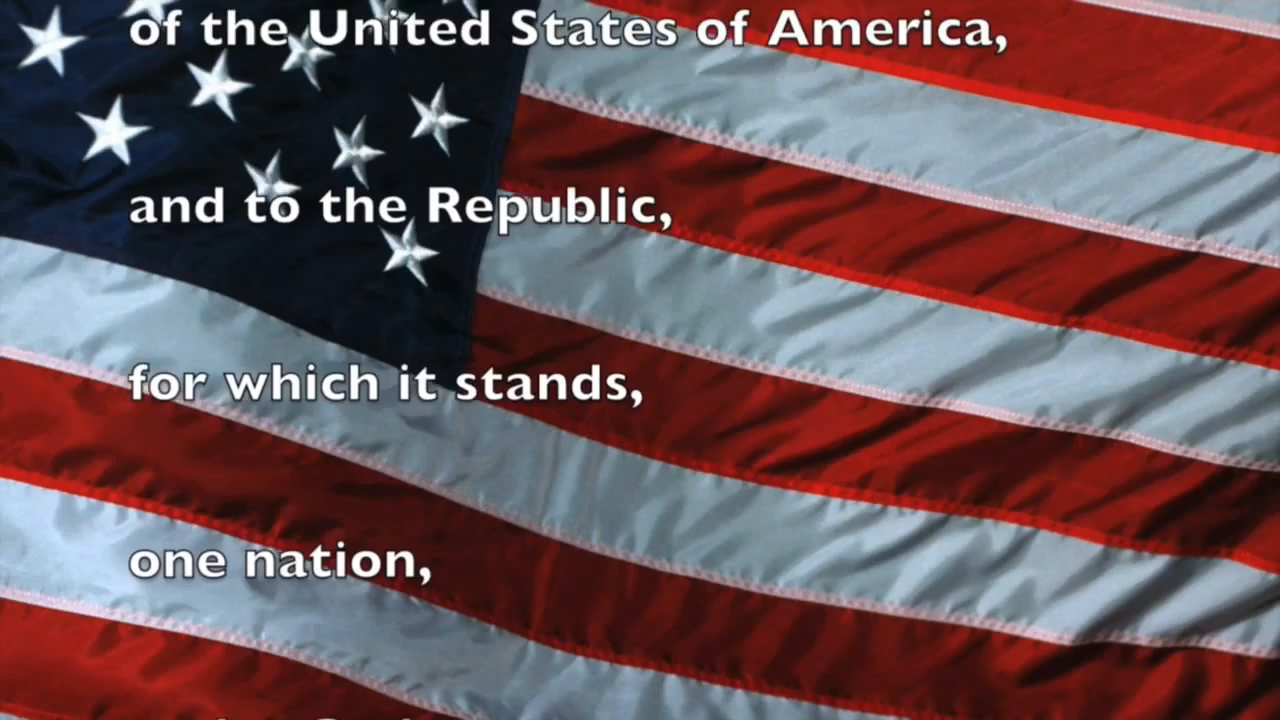 of the United States of America,
and to the Republic,
for which it stands,
one nation,